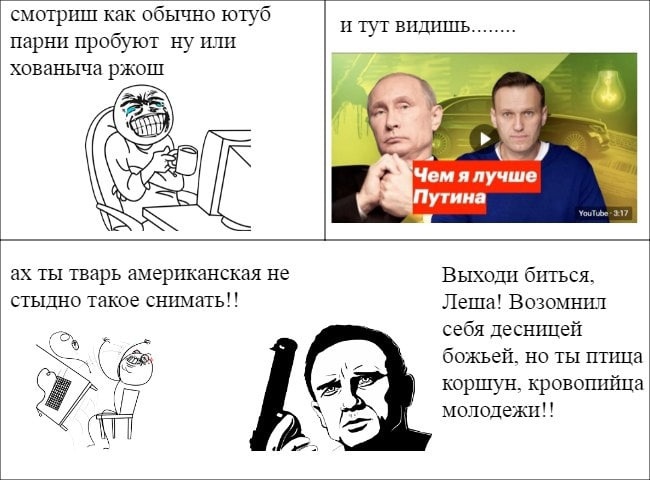 смотриш как обычно ютуб
парни пробуют ну или
хованыча ржош
и тут видишь........
Чем я лучше
Путина
YouTube · 3:17
ах ты тварь американская не
стыдно такое снимать!!
Выходи биться,
Леша! Возомнил
себя десницей
божьей, но ты птица
коршун, кровопийца
молодежи!!